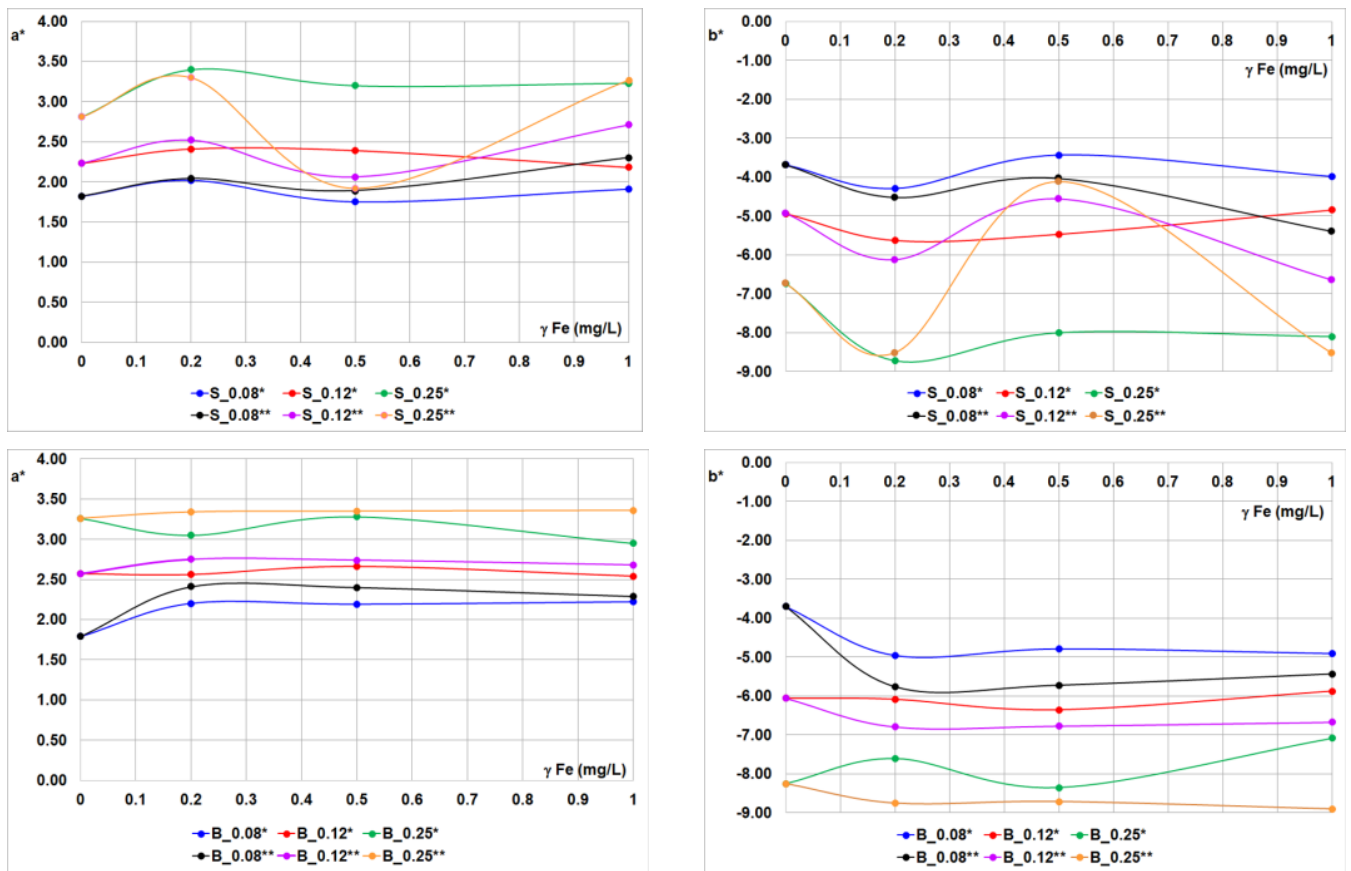 4.00
a*
3.50
3.00
2.50
2.00
1.50
1.00
0.50
γ Fe (mg/L)
0.00
0 0.1 0.2 0.3 0.4 0.5 0.6 0.7 0.8 0.9 1
S_0.08* S_0.12* S_0.25*
S_0.08** S_0.12** S_0.25**
0.00
b*
0 0.1 0.2 0.3 0.4 0.5 0.6 0.7 0.8 0.9 1
-1.00
γ Fe (mg/L)
-2.00
-3.00
-4.00
-5.00
-6.00
-7.00
-8.00
-9.00
S_0.08* S_0.12* S_0.25*
S_0.08** S_0.12** S_0.25**
4.00
a*
3.50
3.00
2.50
2.00
1.50
1.00
0.50
γ Fe (mg/L)
0.00
0 0.1 0.2 0.3 0.4 0.5 0.6 0.7 0.8 0.9 1
B_0.08* B_0.12* B_0.25*
B_0.08** B_0.12** B_0.25**
0.00
b*
0 0.1 0.2 0.3 0.4 0.5 0.6 0.7 0.8 0.9 1
-1.00
γ Fe (mg/L)
-2.00
-3.00
-4.00
-5.00
-6.00
-7.00
-8.00
-9.00
B_0.08* B_0.12* B_0.25*
B_0.08** B_0.12** B_0.25**